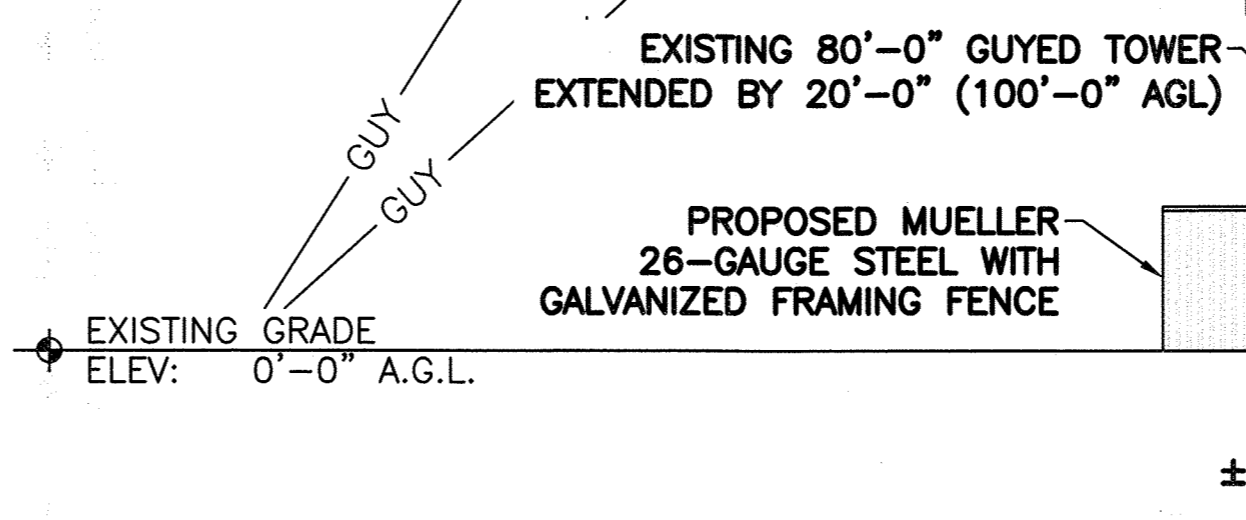 EXISTING 80'-0" GUYED TOWER
EXTENDED BY 20'-0" (100'-0" AGL)
GUY
GUY
PROPOSED MUELLER
26-GAUGE STEEL WITH
GALVANIZED FRAMING FENCE
EXISTING GRADE
ELEV: 0'-0" A.G.L.
±